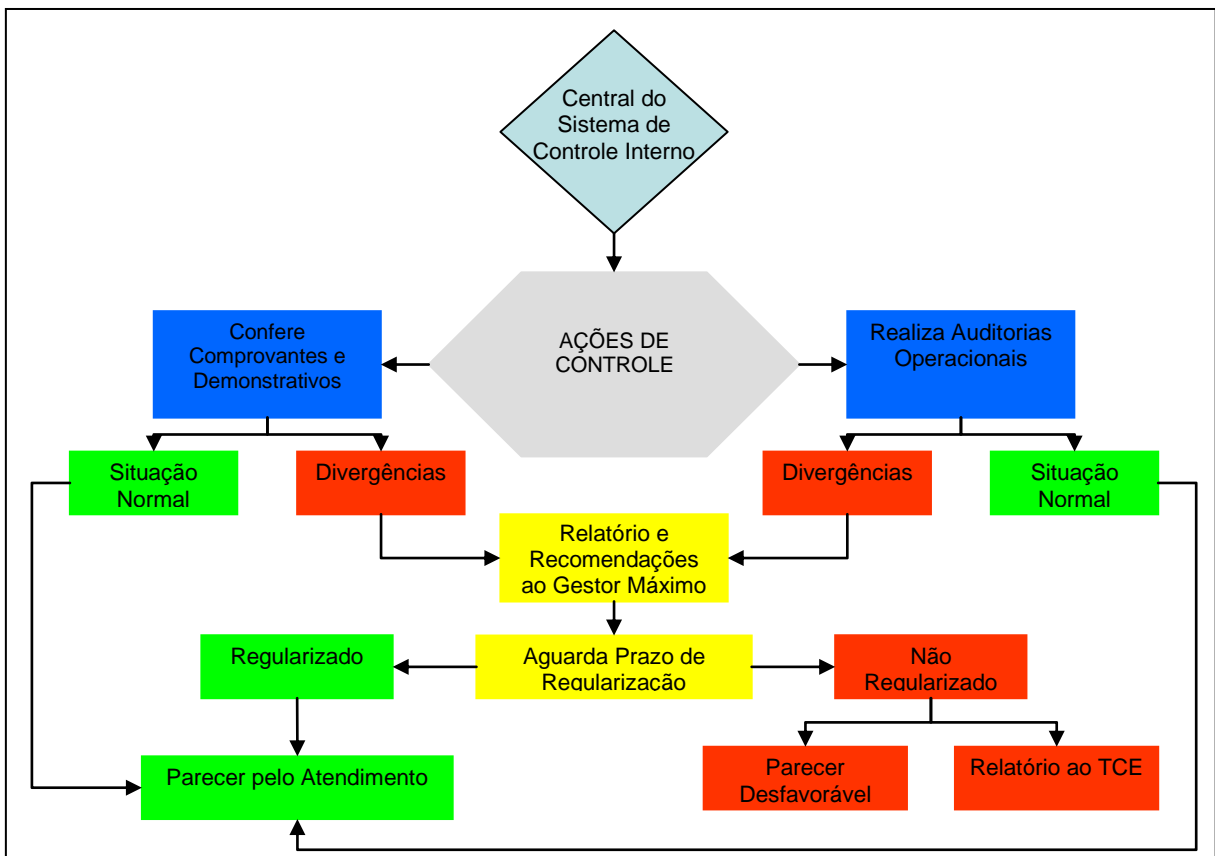 Central do
Sistema de
Controle Interno
AÇÕES DE
CONTROLE
Confere
Comprovantes e
Demonstrativos
Realiza Auditorias
Operacionais
Situação
Normal
Divergências
Divergências
Situação
Normal
Relatório e
Recomendações
ao Gestor Máximo
Regularizado
Aguarda Prazo de
Regularização
Não
Regularizado
Parecer pelo Atendimento
Parecer
Desfavorável
Relatório ao TCE